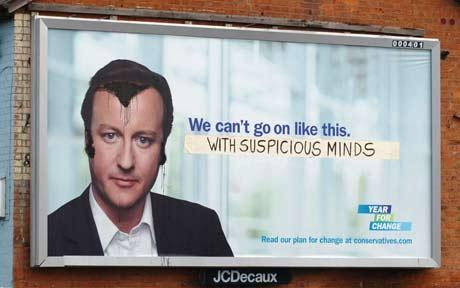 000401
We can't go on like this.
WITH SUSPICIOUS MINDS
YEAR
FOR
CHANGE
Read our plan for change at conservatives.com
JCDecaux